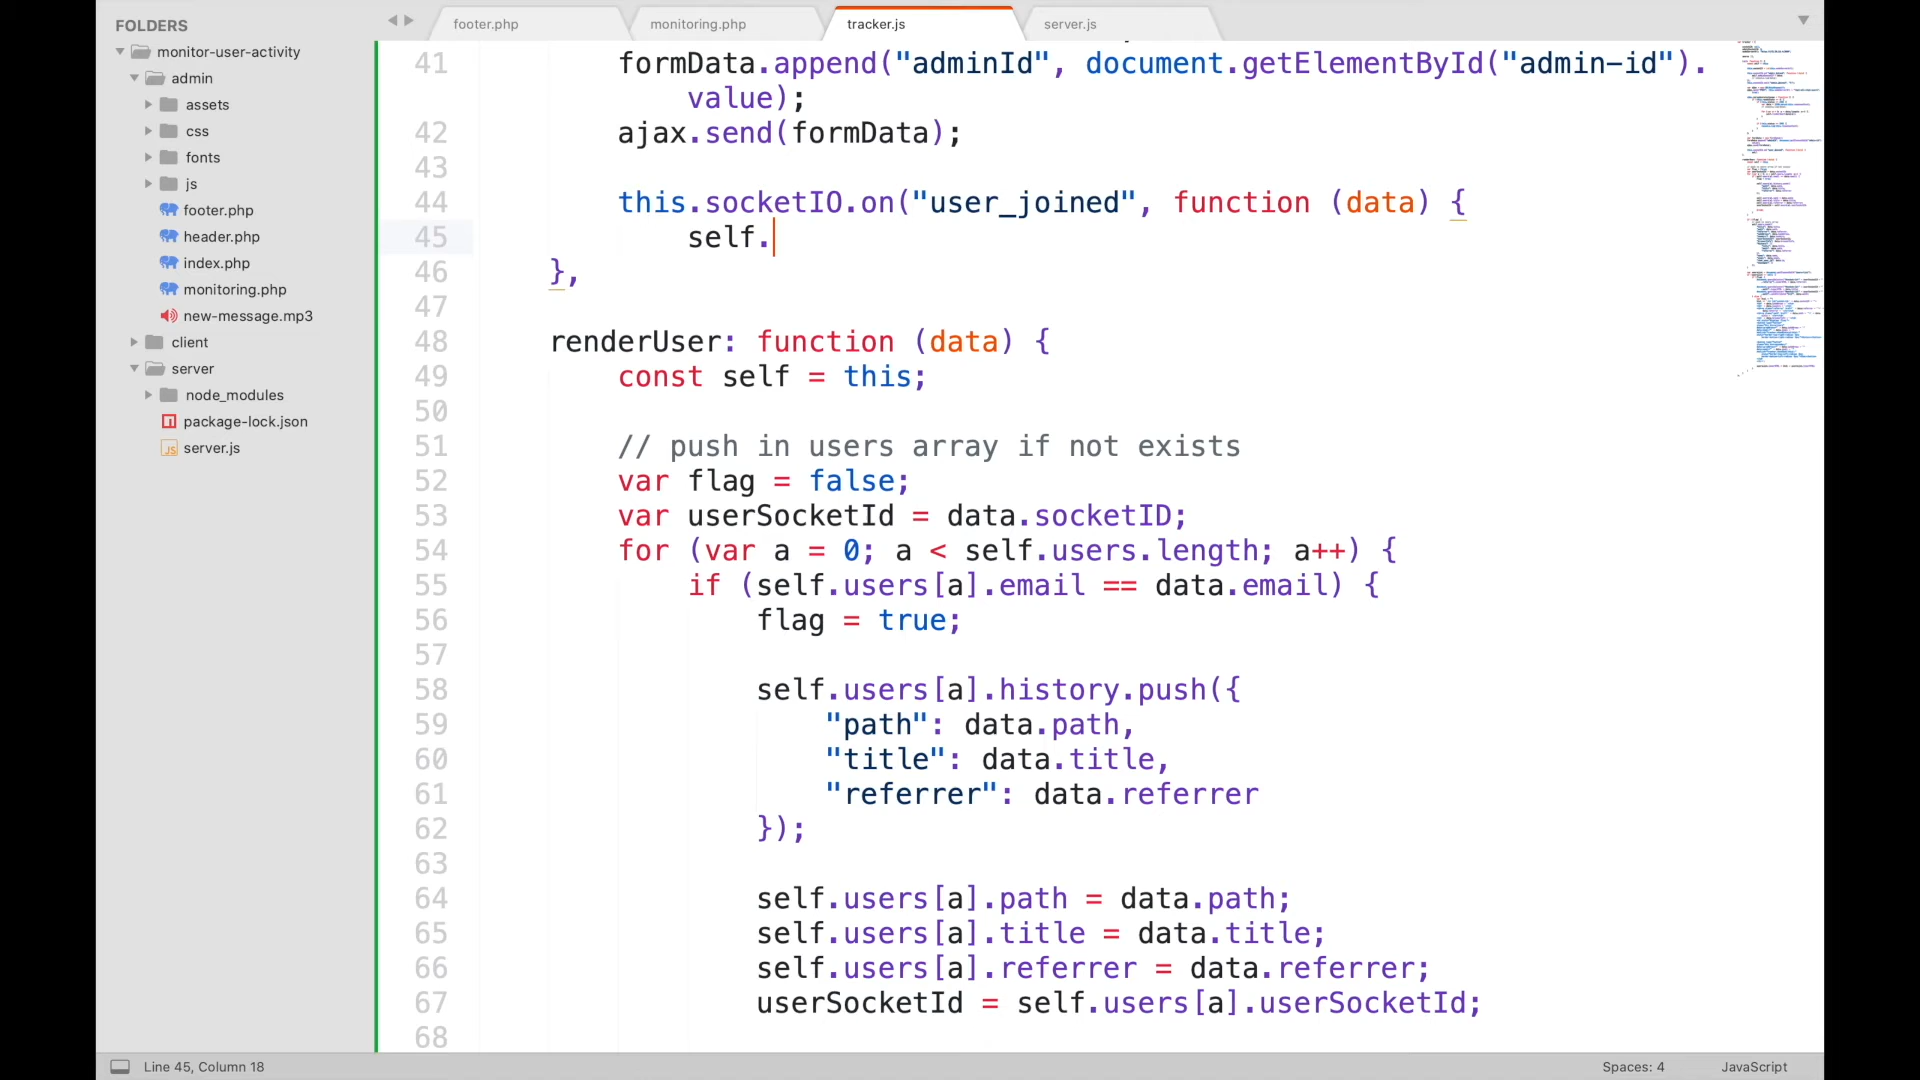 FOLDERS
monitor-user-activity
admin
assets
css
fonts
js
footer.php
header.php
index.php
monitoring.php
new-message.mp3
client
server
node_modules
package-lock.json
server.js
footer.php
monitoring.php
tracker.js
server.js
41 formData.append("adminId", document.getElementById("admin-id").
value);
42 ajax.send(formData);
43
44 this.socketIO.on("user_joined", function (data) {
45 self.
46 },
47
48 renderUser: function (data) {
49 const self = this;
50
51 // push in users array if not exists
52 var flag = false;
53 var userSocketId = data.socketID;
54 for (var a = 0; a < self.users.length; a++) {
55 if (self.users[a].email == data.email) {
56 flag = true;
57
58 self.users[a].history.push({
59 "path": data.path,
60 "title": data.title,
61 "referrer": data.referrer
62 });
63
64 self.users[a].path = data.path;
65 self.users[a].title = data.title;
66 self.users[a].referrer = data.referrer;
67 userSocketId = self.users[a].userSocketId;
68
Line 45, Column 18
Spaces: 4
JavaScript